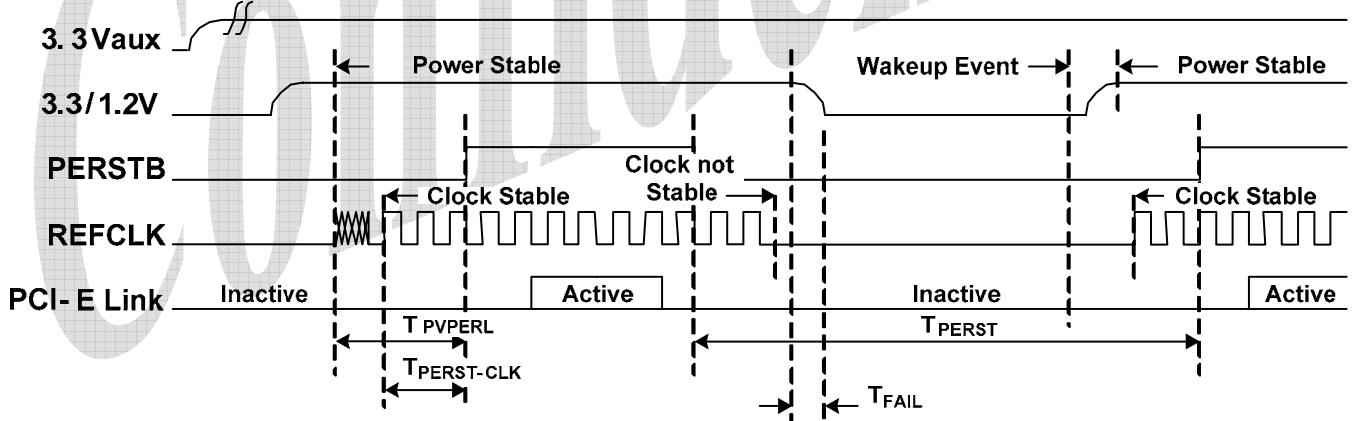 3.3Vaux
Power Stable
Wakeup Event
Power Stable
3.3/1.2V
PERSTB
Clock not
Stable
Clock Stable
Clock Stable
REFCLK
PCI-E Link
Inactive
Active
Inactive
Active
TPVPERL
TPERST
TPERST-CLK
TFAIL